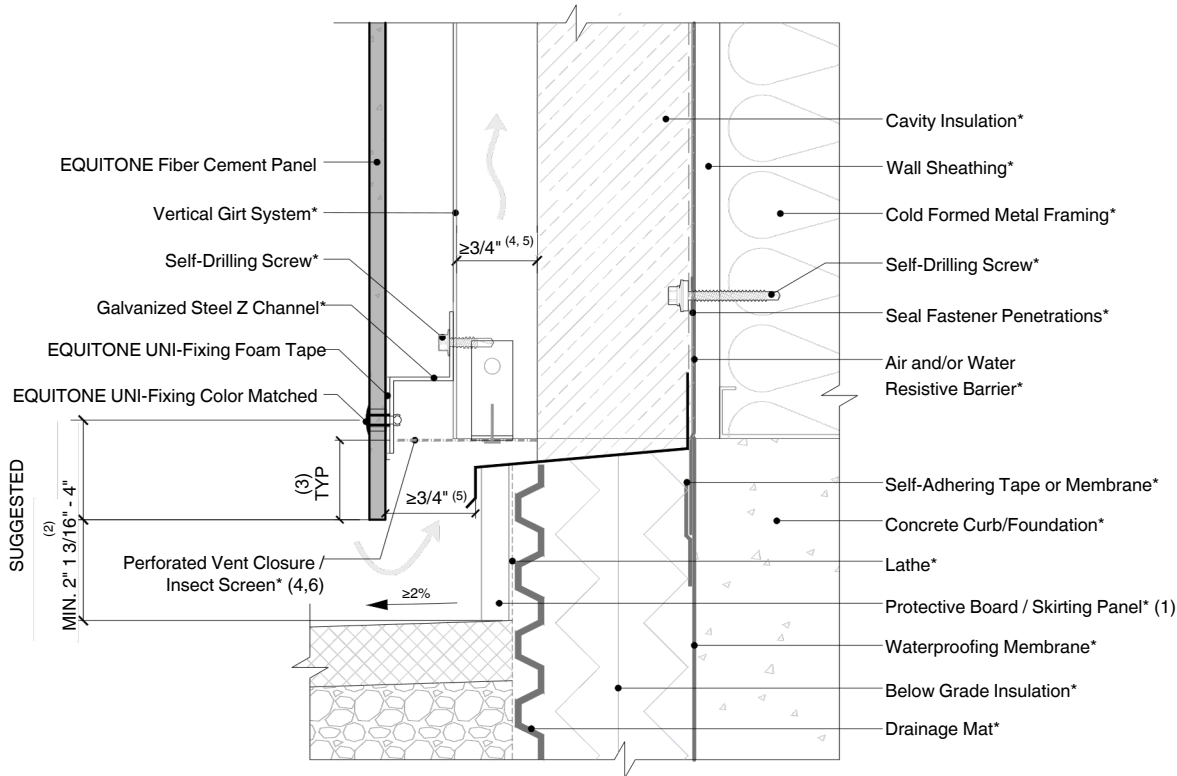 EQUITONE Fiber Cement Panel
Vertical Girt System*
≥3/4" (4, 5)
Self-Drilling Screw*
Galvanized Steel Z Channel*
EQUITONE UNI-Fixing Foam Tape
EQUITONE UNI-Fixing Color Matched
SUGGESTED
(2)
MIN. 2" 1 3/16" - 4"
(3)
TYP
≥3/4" (5)
Perforated Vent Closure /
Insect Screen* (4,6)
≥2%
Cavity Insulation*
Wall Sheathing*
Cold Formed Metal Framing*
Self-Drilling Screw*
Seal Fastener Penetrations*
Air and/or Water
Resistive Barrier*
Self-Adhering Tape or Membrane*
Concrete Curb/Foundation*
Lathe*
Protective Board / Skirting Panel* (1)
Waterproofing Membrane*
Below Grade Insulation*
Drainage Mat*